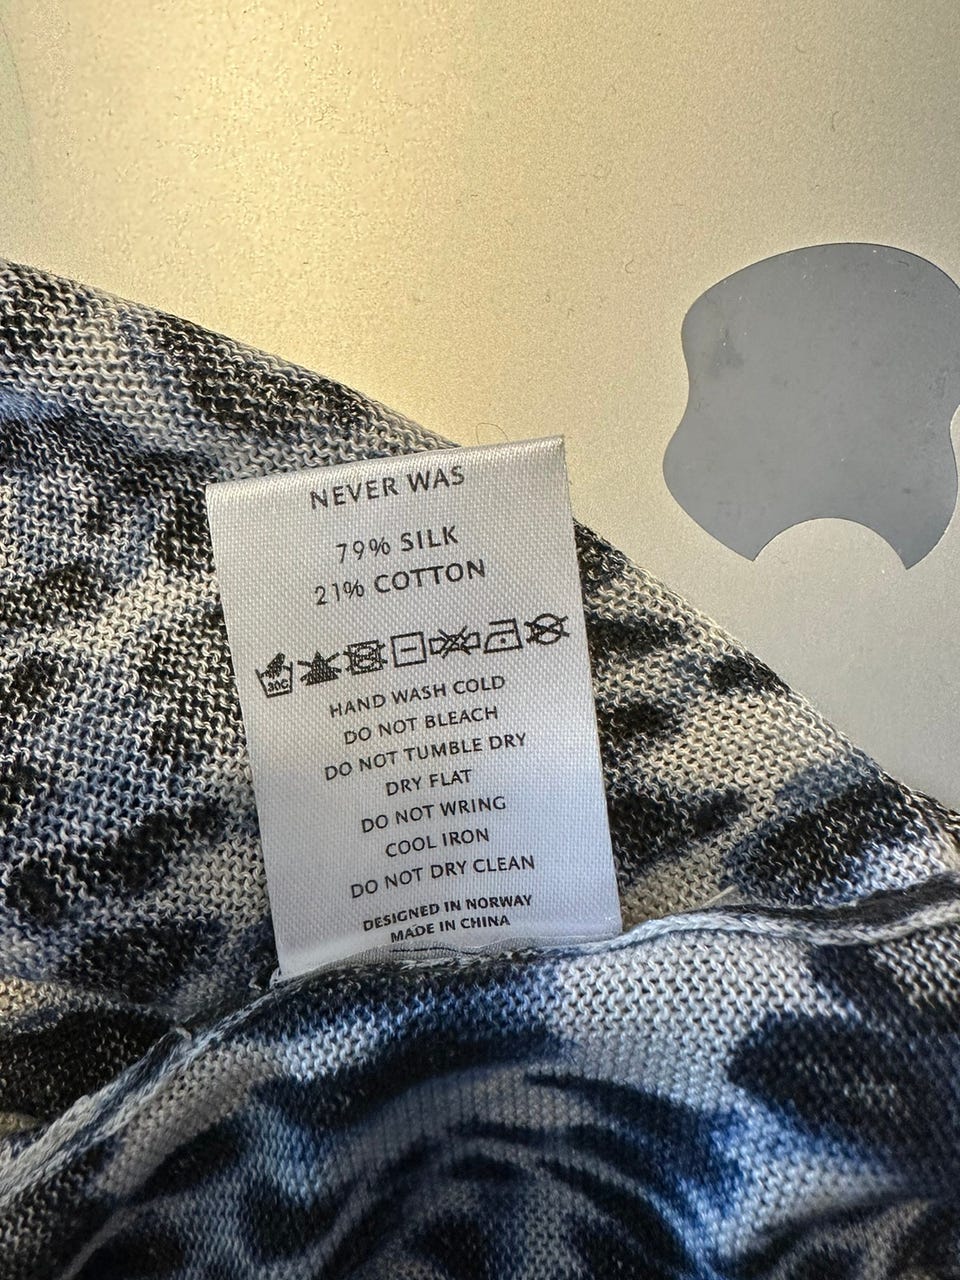 NEVER WAS
79% SILK
21% COTTON
30C
HAND WASH COLD
DO NOT BLEACH
DO NOT TUMBLE DRY
DRY FLAT
DO NOT WRING
COOL IRON
DO NOT DRY CLEAN
DESIGNED IN NORWAY
MADE IN CHINA